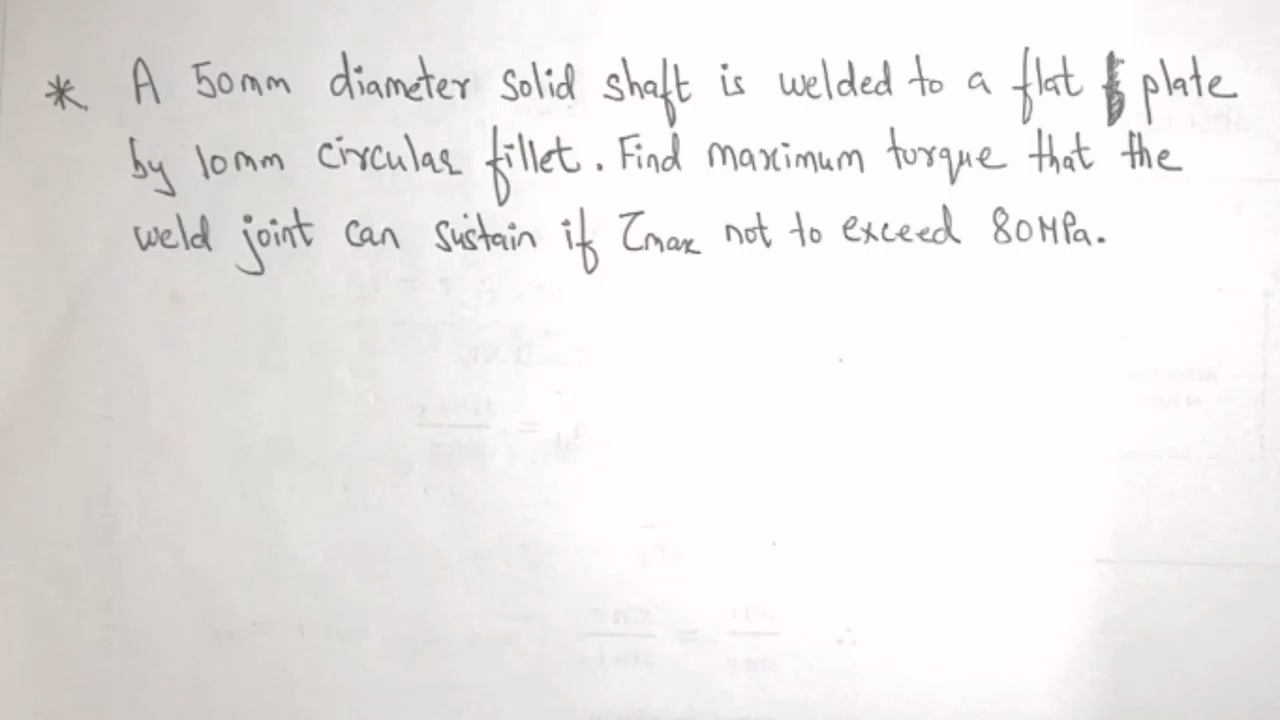 * A 50mm diameter solid shaft is welded to a flat plate
by 10mm circular fillet. Find maximum torque that the
weld joint can sustain if τmax not to exceed 80MPa.